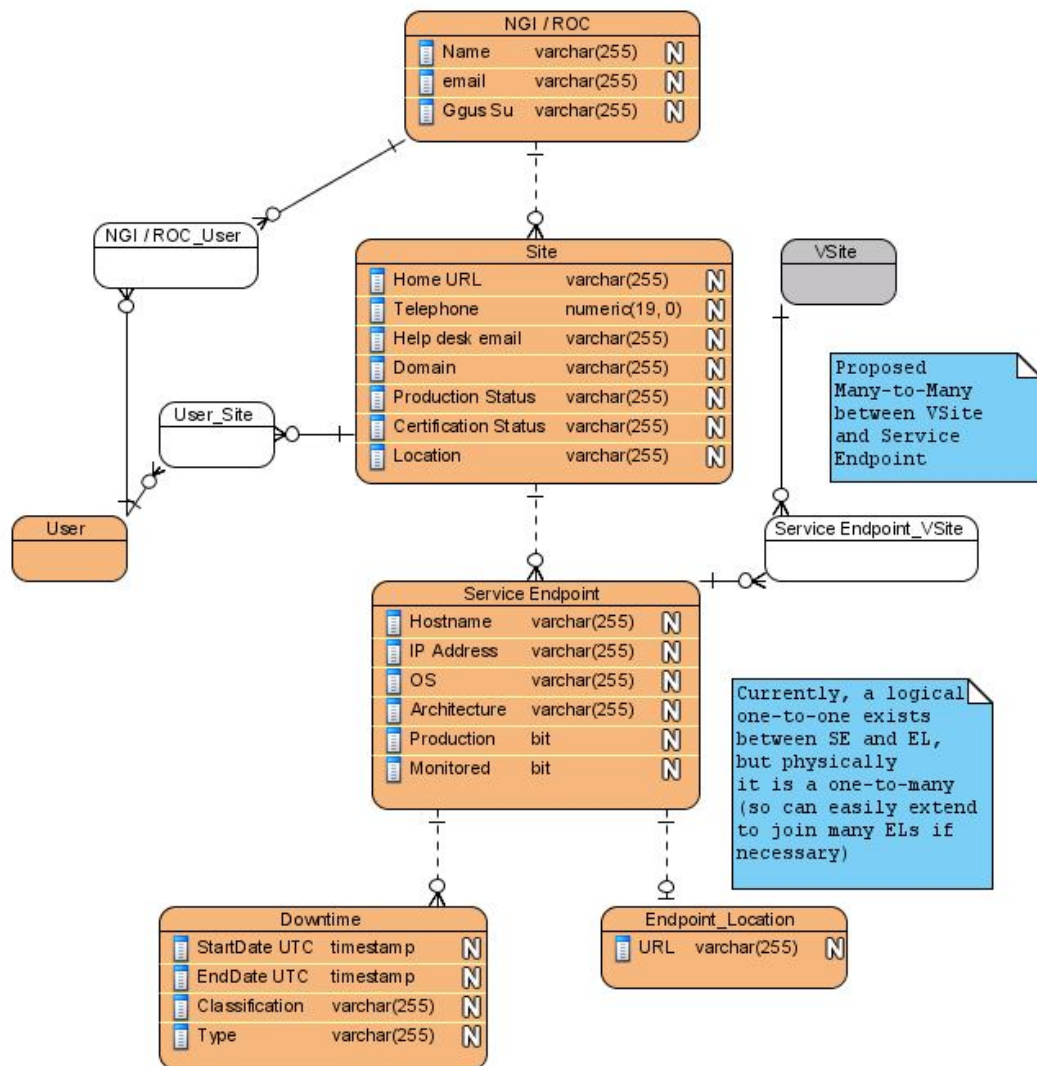 NGI / ROC
Name varchar(255) N
email varchar(255) N
Ggus Su varchar(255) N
NGI / ROC_User
Site
Home URL varchar(255) N
Telephone numeric(19, 0) N
Help desk email varchar(255) N
Domain varchar(255) N
Production Status varchar(255) N
Certification Status varchar(255) N
Location varchar(255) N
VSite
Proposed
Many-to-Many
between VSite
and Service
Endpoint
User_Site
User
Service Endpoint_VSite
Service Endpoint
Hostname varchar(255) N
IP Address varchar(255) N
OS varchar(255) N
Architecture varchar(255) N
Production bit N
Monitored bit N
Currently, a logical
one-to-one exists
between SE and EL,
but physically
it is a one-to-many
(so can easily extend
to join many ELs if
necessary)
Downtime
StartDate UTC timestamp N
EndDate UTC timestamp N
Classification varchar(255) N
Type varchar(255) N
Endpoint_Location
URL varchar(255) N